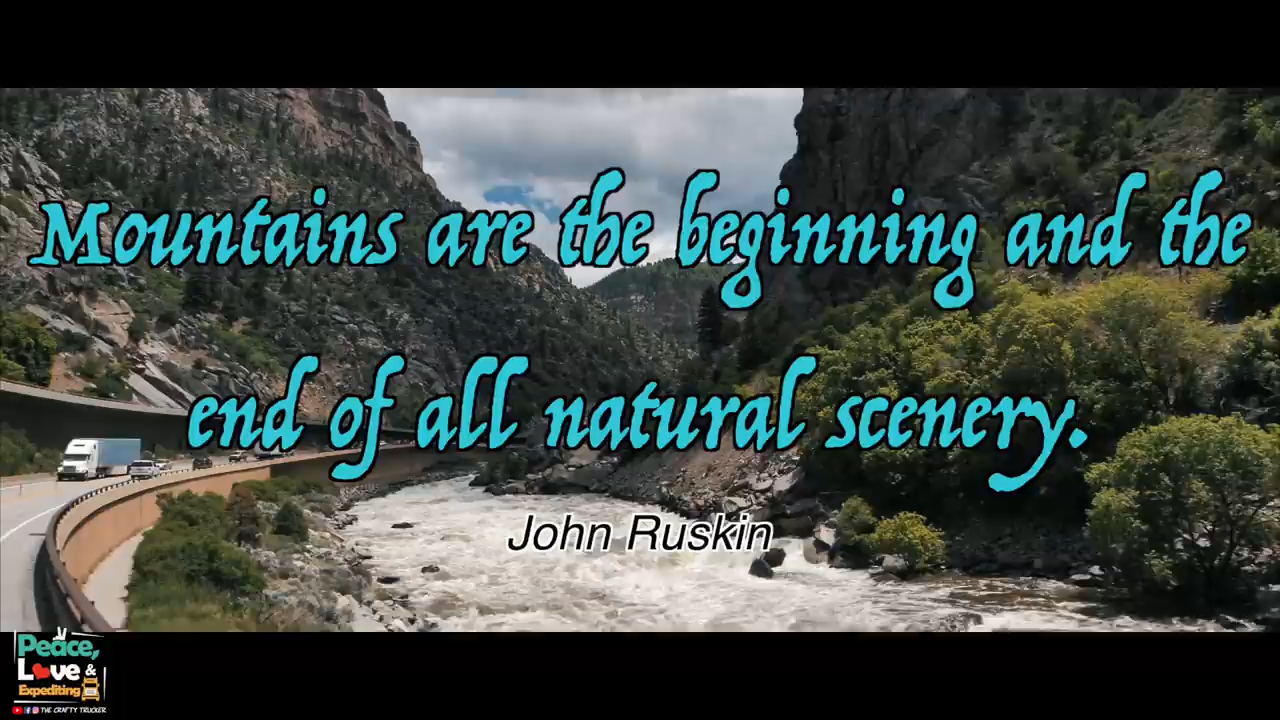 Mountains are the beginning and the
end of all natural scenery.
John Ruskin
Peace,
Love &
Expediting
THE CRAFTY TRUCKER